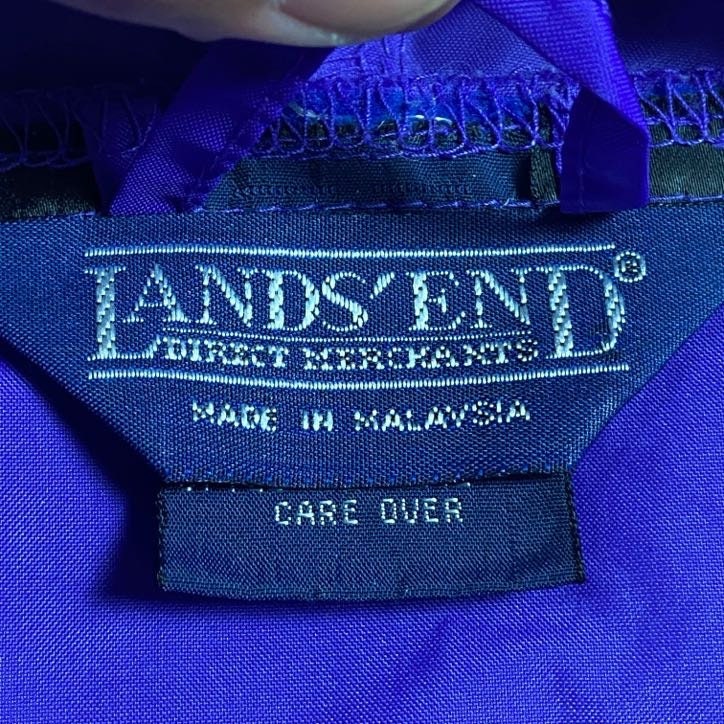 LANDS' END®
DIRECT MERCHANTS
MADE IN MALAYSIA
CARE OVER